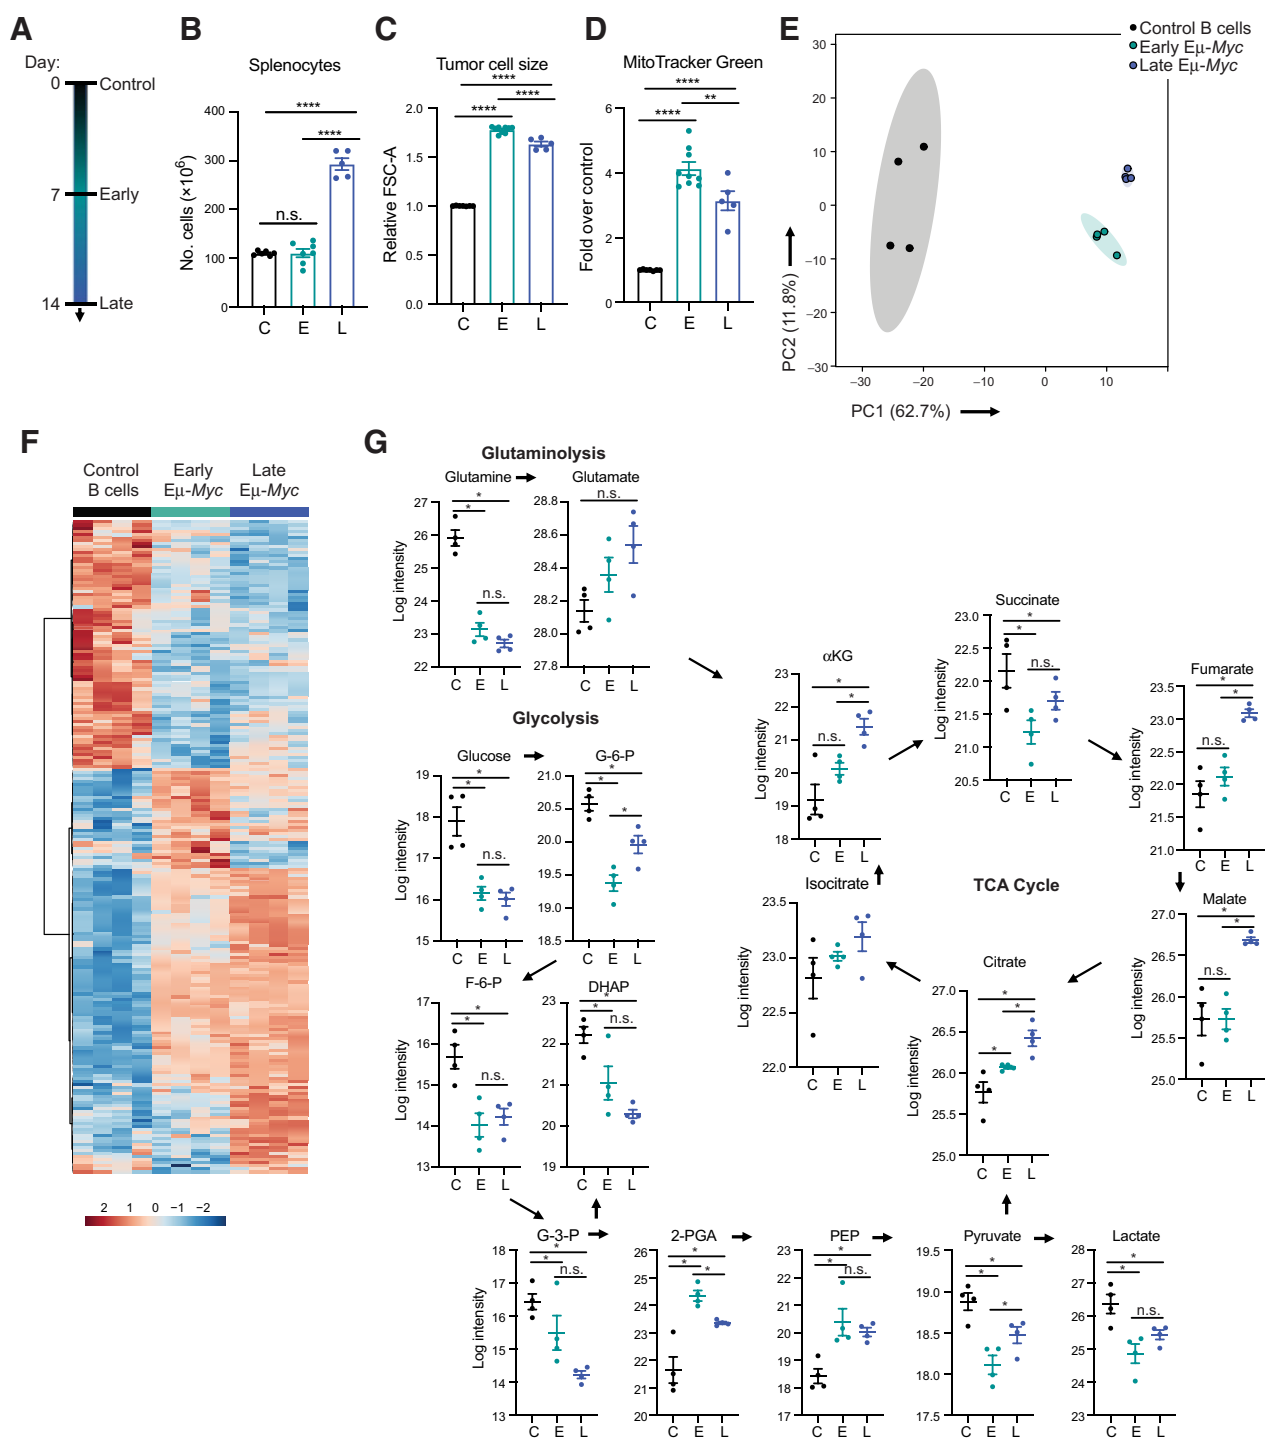 A
Day:
0
Control
7
Early
14
Late
B
Splenocytes
No. cells (×10⁶)
400
300
200
100
0
****
****
n.s.
C E L
C
Tumor cell size
Relative FSC-A
2.0
1.5
1.0
0.5
0.0
****
****
****
C E L
D
MitoTracker Green
Fold over control
6
4
2
0
****
**
****
C E L
E
Control B cells
Early Eμ-Myc
Late Eμ-Myc
PC2 (11.8%)
30
20
10
0
−10
−20
−30
−30 −20 −10 0 10
PC1 (62.7%)
F
Control B cells
Early Eμ-Myc
Late Eμ-Myc
2 1 0 −1 −2
G
Glutaminolysis
Glutamine
Log intensity
27
26
25
24
23
22
*
*
n.s.
C E L
Glutamate
28.8
28.6
28.4
28.2
28.0
27.8
n.s.
C E L
Glycolysis
Glucose
Log intensity
19
18
17
16
15
*
*
n.s.
C E L
G-6-P
21.0
20.5
20.0
19.5
19.0
18.5
*
*
*
C E L
F-6-P
Log intensity
17
16
15
14
13
*
*
n.s.
C E L
DHAP
23
22
21
20
19
*
*
n.s.
C E L
G-3-P
Log intensity
18
17
16
15
14
13
*
*
n.s.
C E L
2-PGA
26
25
24
23
22
21
20
*
*
*
C E L
PEP
23
22
21
20
19
18
17
*
*
n.s.
C E L
Pyruvate
19.5
19.0
18.5
18.0
17.5
*
*
*
C E L
Lactate
28
27
26
25
24
23
*
*
n.s.
C E L
TCA Cycle
αKG
Log intensity
23
22
21
20
19
18
*
*
n.s.
C E L
Succinate
Log intensity
23.0
22.5
22.0
21.5
21.0
20.5
*
*
n.s.
C E L
Fumarate
Log intensity
23.5
23.0
22.5
22.0
21.5
21.0
*
*
n.s.
C E L
Malate
Log intensity
27.0
26.5
26.0
25.5
25.0
*
*
n.s.
C E L
Citrate
Log intensity
27.0
26.5
26.0
25.5
25.0
*
*
*
C E L
Isocitrate
Log intensity
23.5
23.0
22.5
22.0
C E L